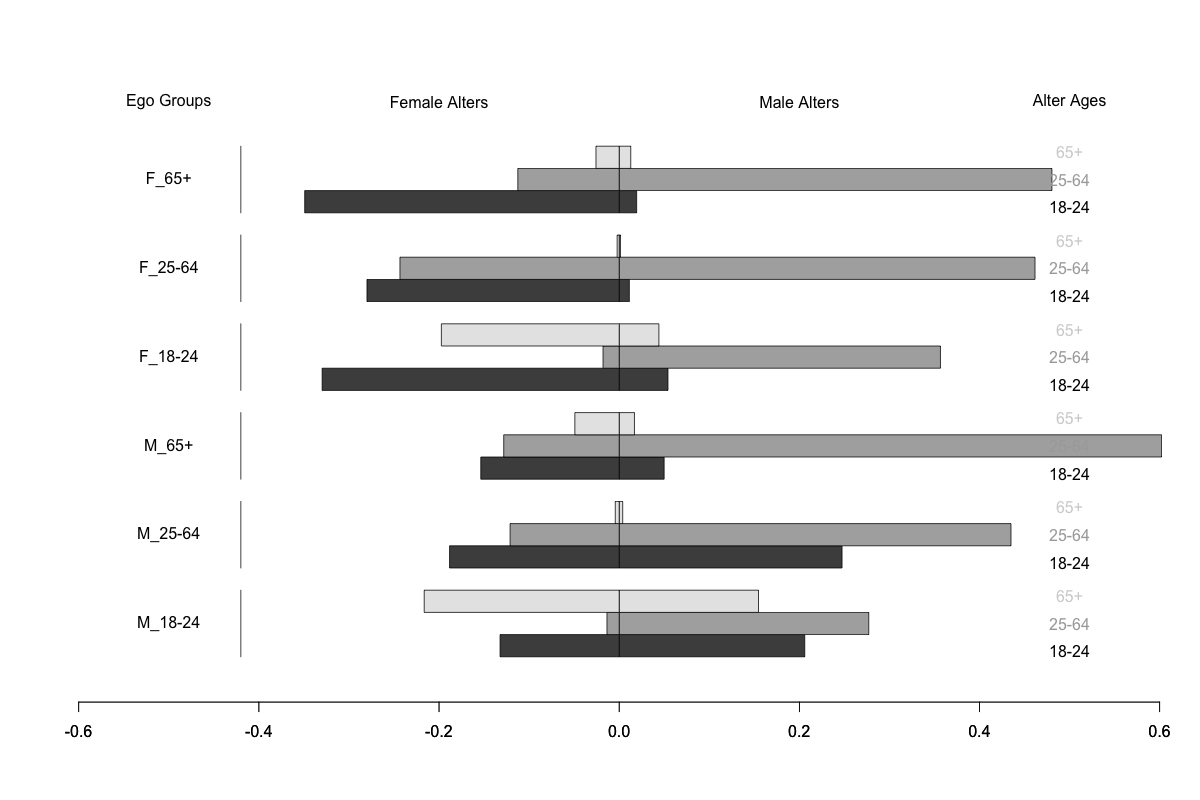 Ego Groups Female Alters Male Alters Alter Ages
65+
F_65+ 25-64
18-24
65+
F_25-64 25-64
18-24
65+
F_18-24 25-64
18-24
65+
M_65+ 25-64
18-24
65+
M_25-64 25-64
18-24
65+
M_18-24 25-64
18-24
-0.6 -0.4 -0.2 0.0 0.2 0.4 0.6